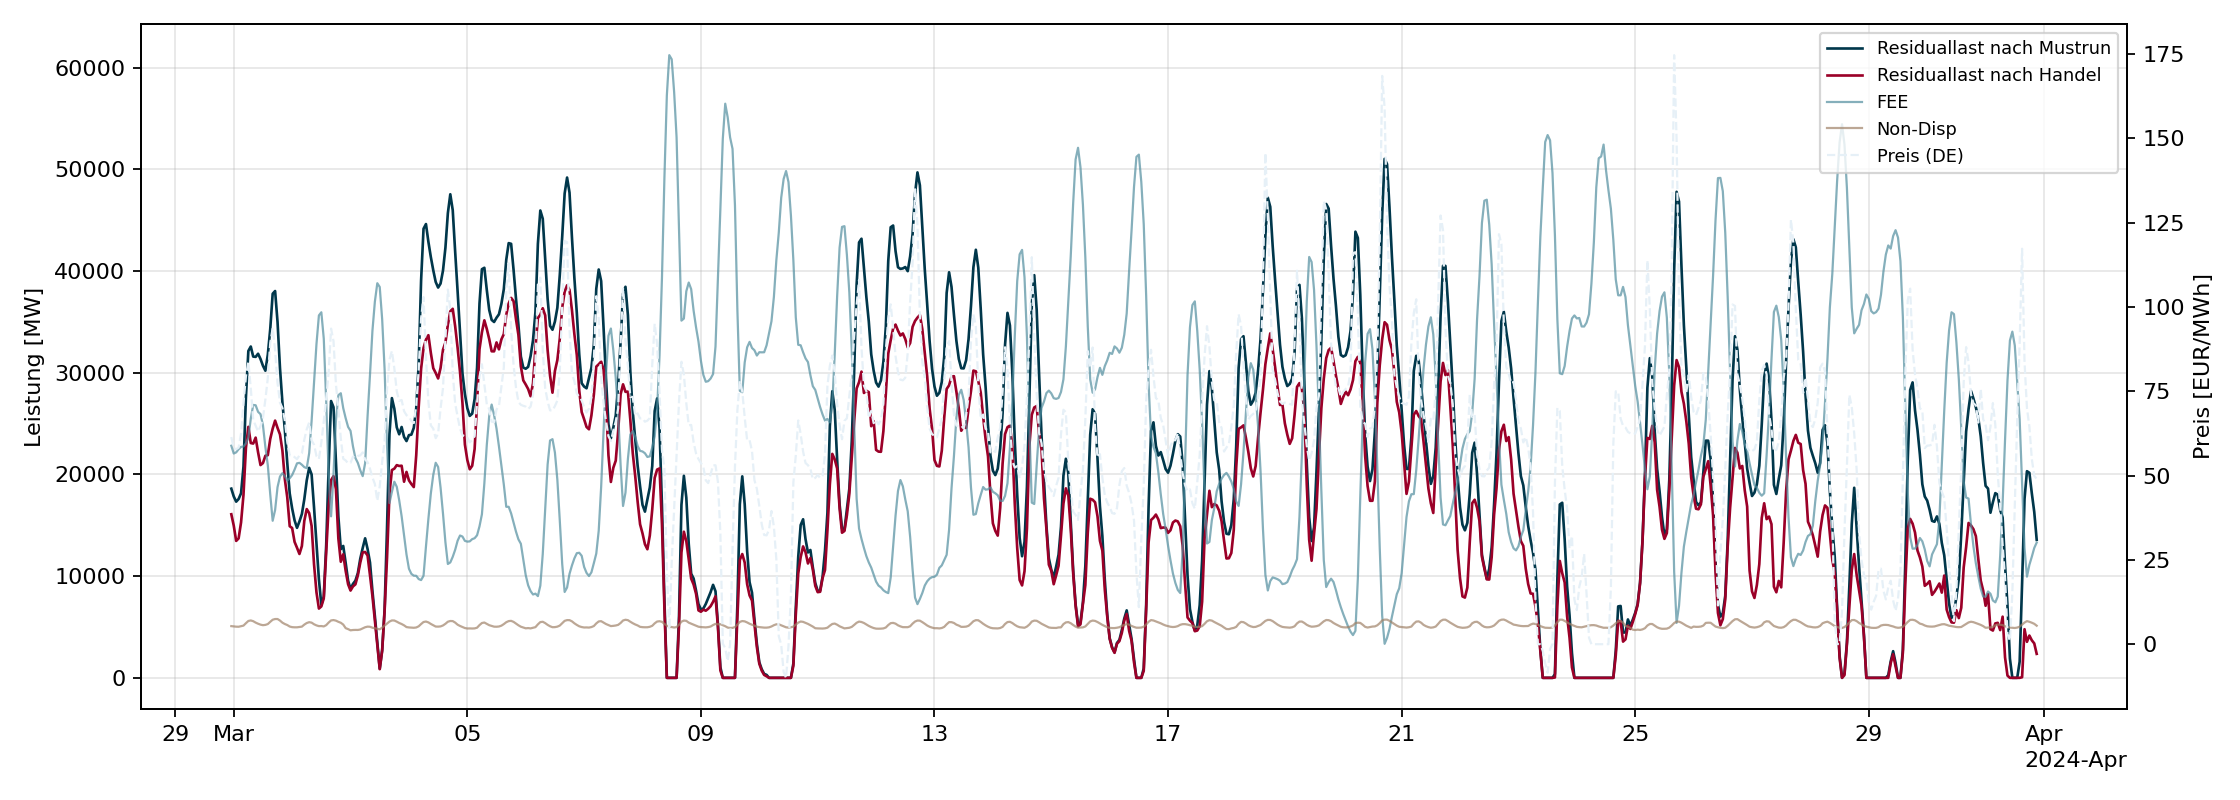 60000
50000
40000
30000
20000
10000
0
Leistung [MW]
175
150
125
100
75
50
25
0
Preis [EUR/MWh]
Residuallast nach Mustrun
Residuallast nach Handel
FEE
Non-Disp
Preis (DE)
29 Mar 05 09 13 17 21 25 29 Apr
2024-Apr